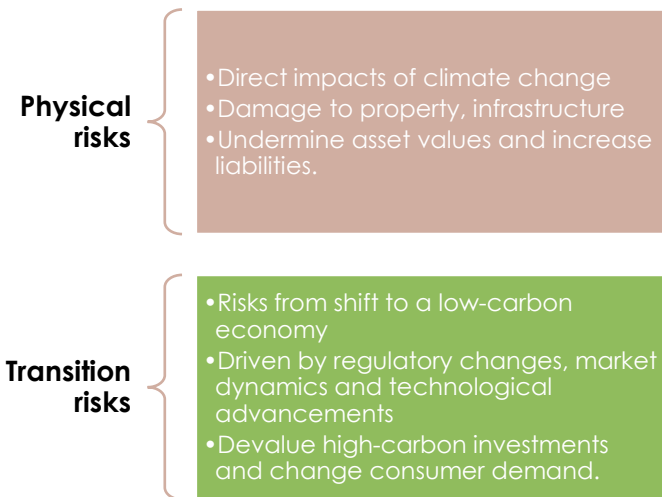 Physical
risks
•Direct impacts of climate change
•Damage to property, infrastructure
•Undermine asset values and increase
liabilities.
Transition
risks
•Risks from shift to a low-carbon
economy
•Driven by regulatory changes, market
dynamics and technological
advancements
•Devalue high-carbon investments
and change consumer demand.